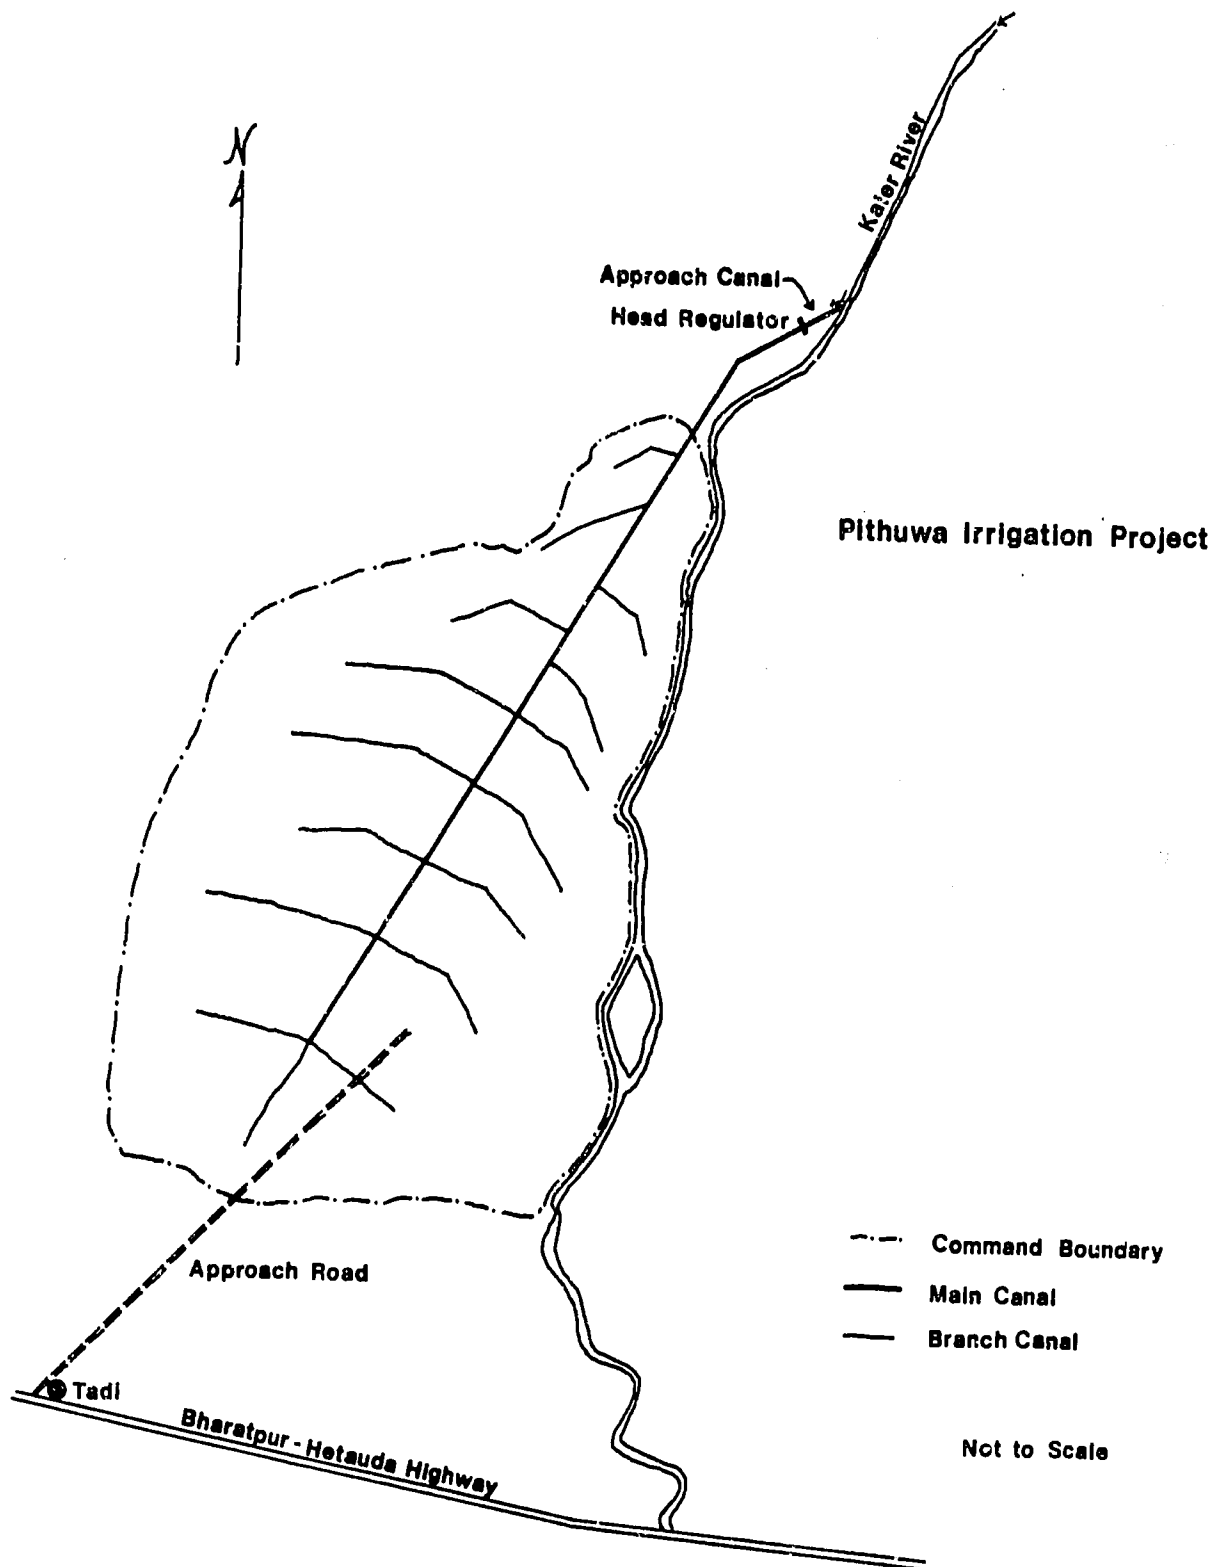 N
Kaier River
Approach Canal
Head Regulator
Pithuwa Irrigation Project
Command Boundary
Main Canal
Branch Canal
Approach Road
Tadi
Bharatpur - Hetauda Highway
Not to Scale